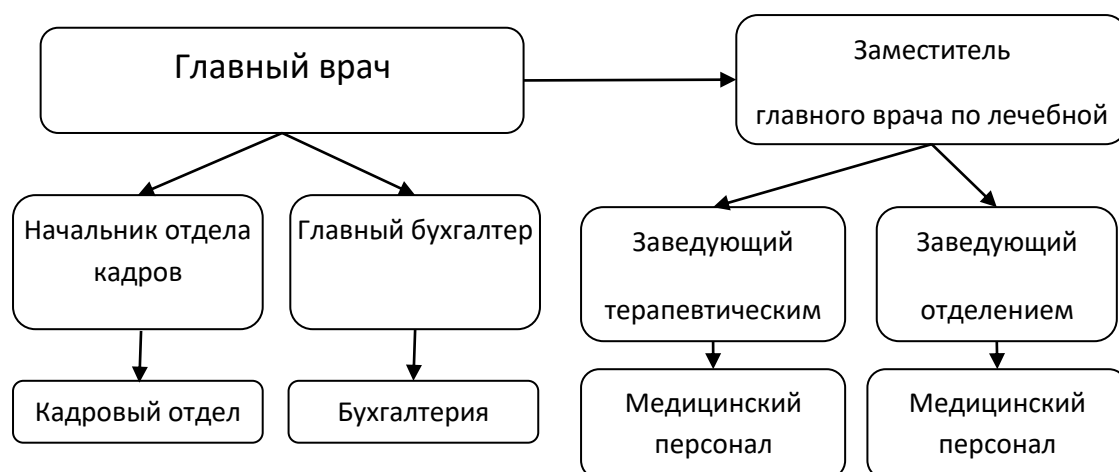 Главный врач
Заместитель
главного врача по лечебной
Начальник отдела
кадров
Главный бухгалтер
Заведующий
терапевтическим
Заведующий
отделением
Кадровый отдел
Бухгалтерия
Медицинский
персонал
Медицинский
персонал